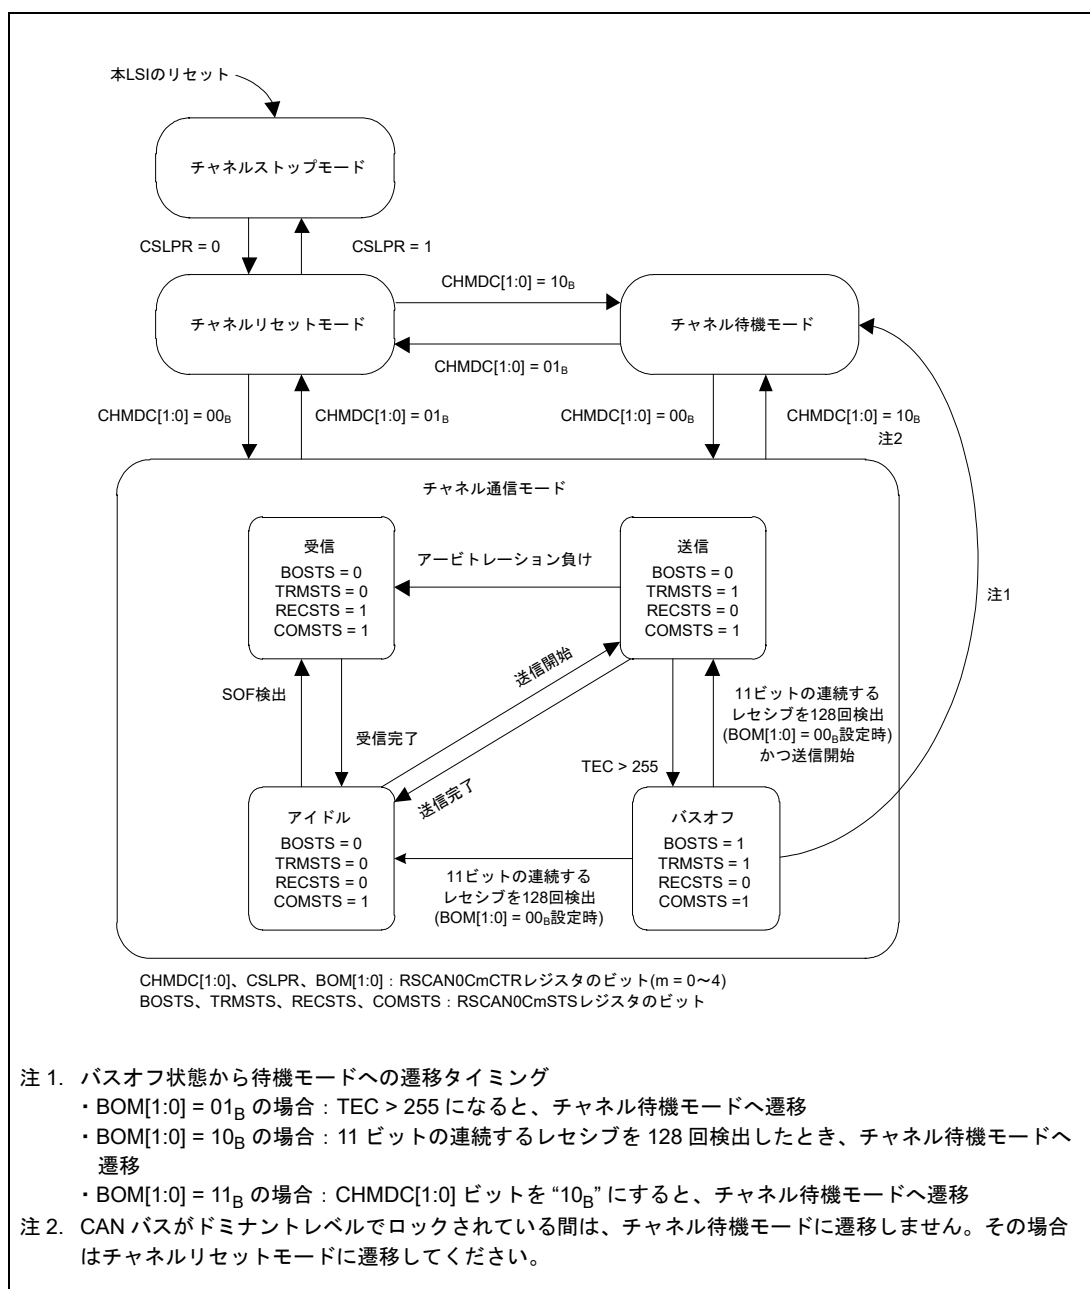 本LSIのリセット
チャネルストップモード
CSLPR = 0
CSLPR = 1
CHMDC[1:0] = 10B
チャネルリセットモード
チャネル待機モード
CHMDC[1:0] = 01B
CHMDC[1:0] = 00B
CHMDC[1:0] = 01B
CHMDC[1:0] = 00B
CHMDC[1:0] = 10B
注2
チャネル通信モード
受信
BOSTS = 0
TRMSTS = 0
RECSTS = 1
COMSTS = 1
アービトレーション負け
送信
BOSTS = 0
TRMSTS = 1
RECSTS = 0
COMSTS = 1
注1
SOF検出
受信完了
送信開始
送信完了
TEC > 255
11ビットの連続する
レセシブを128回検出
(BOM[1:0] = 00B設定時)
かつ送信開始
アイドル
BOSTS = 0
TRMSTS = 0
RECSTS = 0
COMSTS = 1
11ビットの連続する
レセシブを128回検出
(BOM[1:0] = 00B設定時)
バスオフ
BOSTS = 1
TRMSTS = 1
RECSTS = 0
COMSTS =1
CHMDC[1:0]、CSLPR、BOM[1:0]：RSCAN0CmCTRレジスタのビット(m = 0〜4)
BOSTS、TRMSTS、RECSTS、COMSTS：RSCAN0CmSTSレジスタのビット
注 1. バスオフ状態から待機モードへの遷移タイミング
・BOM[1:0] = 01B の場合：TEC > 255 になると、チャネル待機モードへ遷移
・BOM[1:0] = 10B の場合：11 ビットの連続するレセシブを 128 回検出したとき、チャネル待機モードへ
遷移
・BOM[1:0] = 11B の場合：CHMDC[1:0] ビットを “10B” にすると、チャネル待機モードへ遷移
注 2. CAN バスがドミナントレベルでロックされている間は、チャネル待機モードに遷移しません。その場合
はチャネルリセットモードに遷移してください。